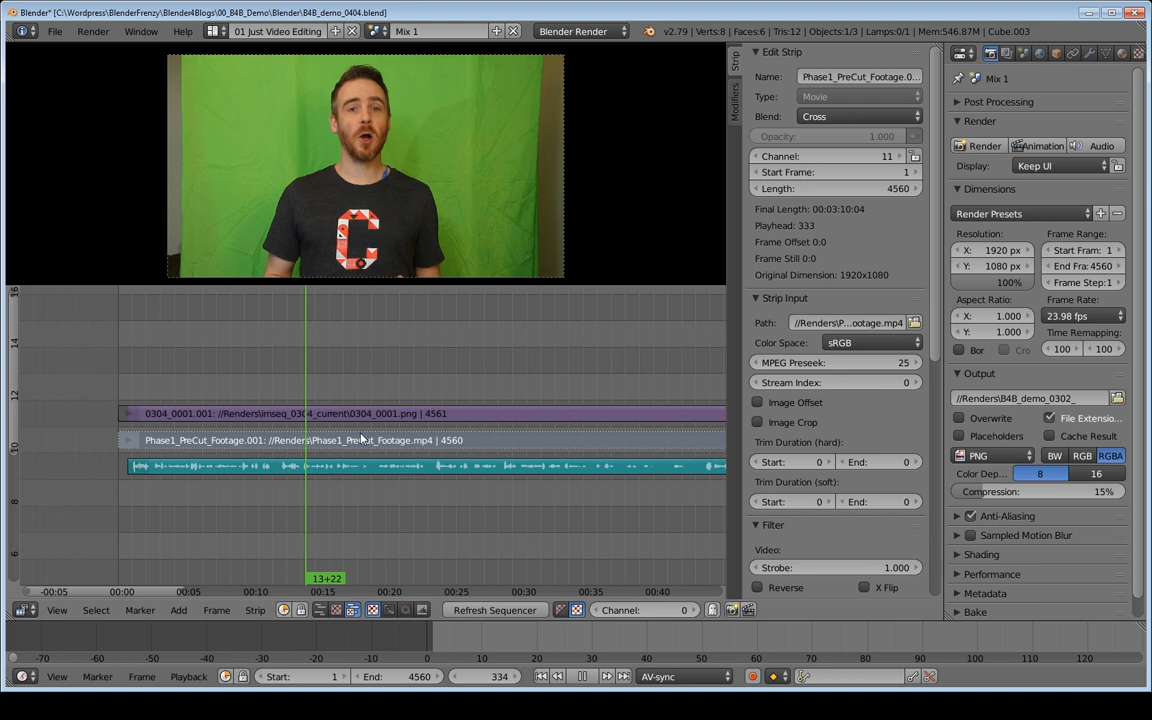 Blender* [C:\Wordpress\BlenderFrenzy\Blender4Blogs\00_B4B_Demo\Blender\B4B_demo_0404.blend]
File Render Window Help 01 Just Video Editing Mix 1 Blender Render v2.79 | Verts:8 | Faces:6 | Tris:12 | Objects:1/3 | Lamps:0/1 | Mem:546.87M | Cube.003
C
16
14
12
10
8
6
0304_0001.001: //Renders\imseq_0304_current\0304_0001.png | 4561
Phase1_PreCut_Footage.001: //Renders\Phase1_PreCut_Footage.mp4 | 4560
13+22
-00:05 00:00 00:05 00:10 00:15 00:20 00:25 00:30 00:35 00:40
View Select Marker Add Frame Strip Refresh Sequencer Channel: 0
Strip
Modifiers
Edit Strip
Name: Phase1_PreCut_Footage.0...
Type: Movie
Blend: Cross
Opacity: 1.000
Channel: 11
Start Frame: 1
Length: 4560
Final Length: 00:03:10:04
Playhead: 333
Frame Offset 0:0
Frame Still 0:0
Original Dimension: 1920x1080
Strip Input
Path: //Renders\P...ootage.mp4
Color Space: sRGB
MPEG Preseek: 25
Stream Index: 0
Image Offset
Image Crop
Trim Duration (hard):
Start: 0 End: 0
Trim Duration (soft):
Start: 0 End: 0
Filter
Video:
Strobe: 1.000
Reverse X Flip
Mix 1
Post Processing
Render
Render Animation Audio
Display: Keep UI
Dimensions
Render Presets
Resolution: Frame Range:
X: 1920 px Start Fram: 1
Y: 1080 px End Fra:4560
100% Frame Step:1
Aspect Ratio: Frame Rate:
X: 1.000 23.98 fps
Y: 1.000 Time Remapping:
Bor Cro 100 100
Output
//Renders\B4B_demo_0302_
Overwrite File Extensio...
Placeholders Cache Result
PNG BW RGB RGBA
Color Dep... 8 16
Compression: 15%
Anti-Aliasing
Sampled Motion Blur
Shading
Performance
Metadata
Bake
-70 -60 -50 -40 -30 -20 -10 0 10 20 30 40 50 60 70 80 90 100 110 120
View Marker Frame Playback Start: 1 End: 4560 334 AV-sync